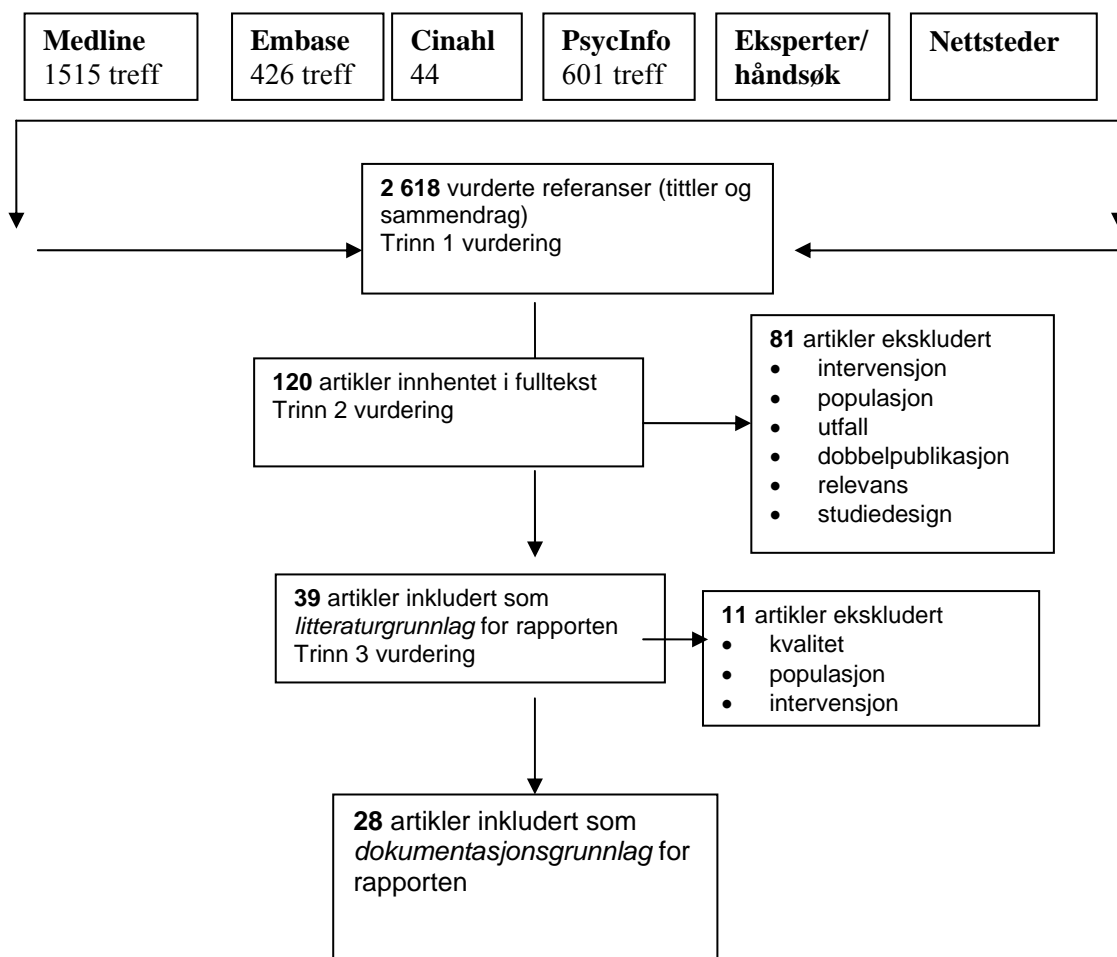 Medline
1515 treff
Embase
426 treff
Cinahl
44
PsycInfo
601 treff
Eksperter/
håndsøk
Nettsteder
2 618 vurderte referanser (tittler og
sammendrag)
Trinn 1 vurdering
120 artikler innhentet i fulltekst
Trinn 2 vurdering
81 artikler ekskludert
• intervensjon
• populasjon
• utfall
• dobbelpublikasjon
• relevans
• studiedesign
39 artikler inkludert som
litteraturgrunnlag for rapporten
Trinn 3 vurdering
11 artikler ekskludert
• kvalitet
• populasjon
• intervensjon
28 artikler inkludert som
dokumentasjonsgrunnlag for
rapporten